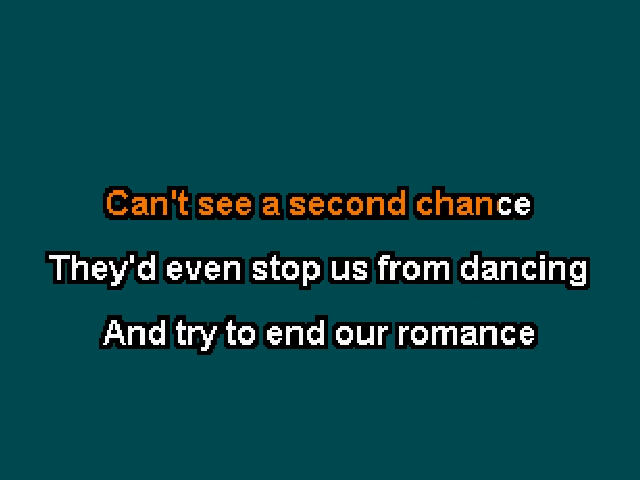 Can't see a second chance
They'd even stop us from dancing
And try to end our romance